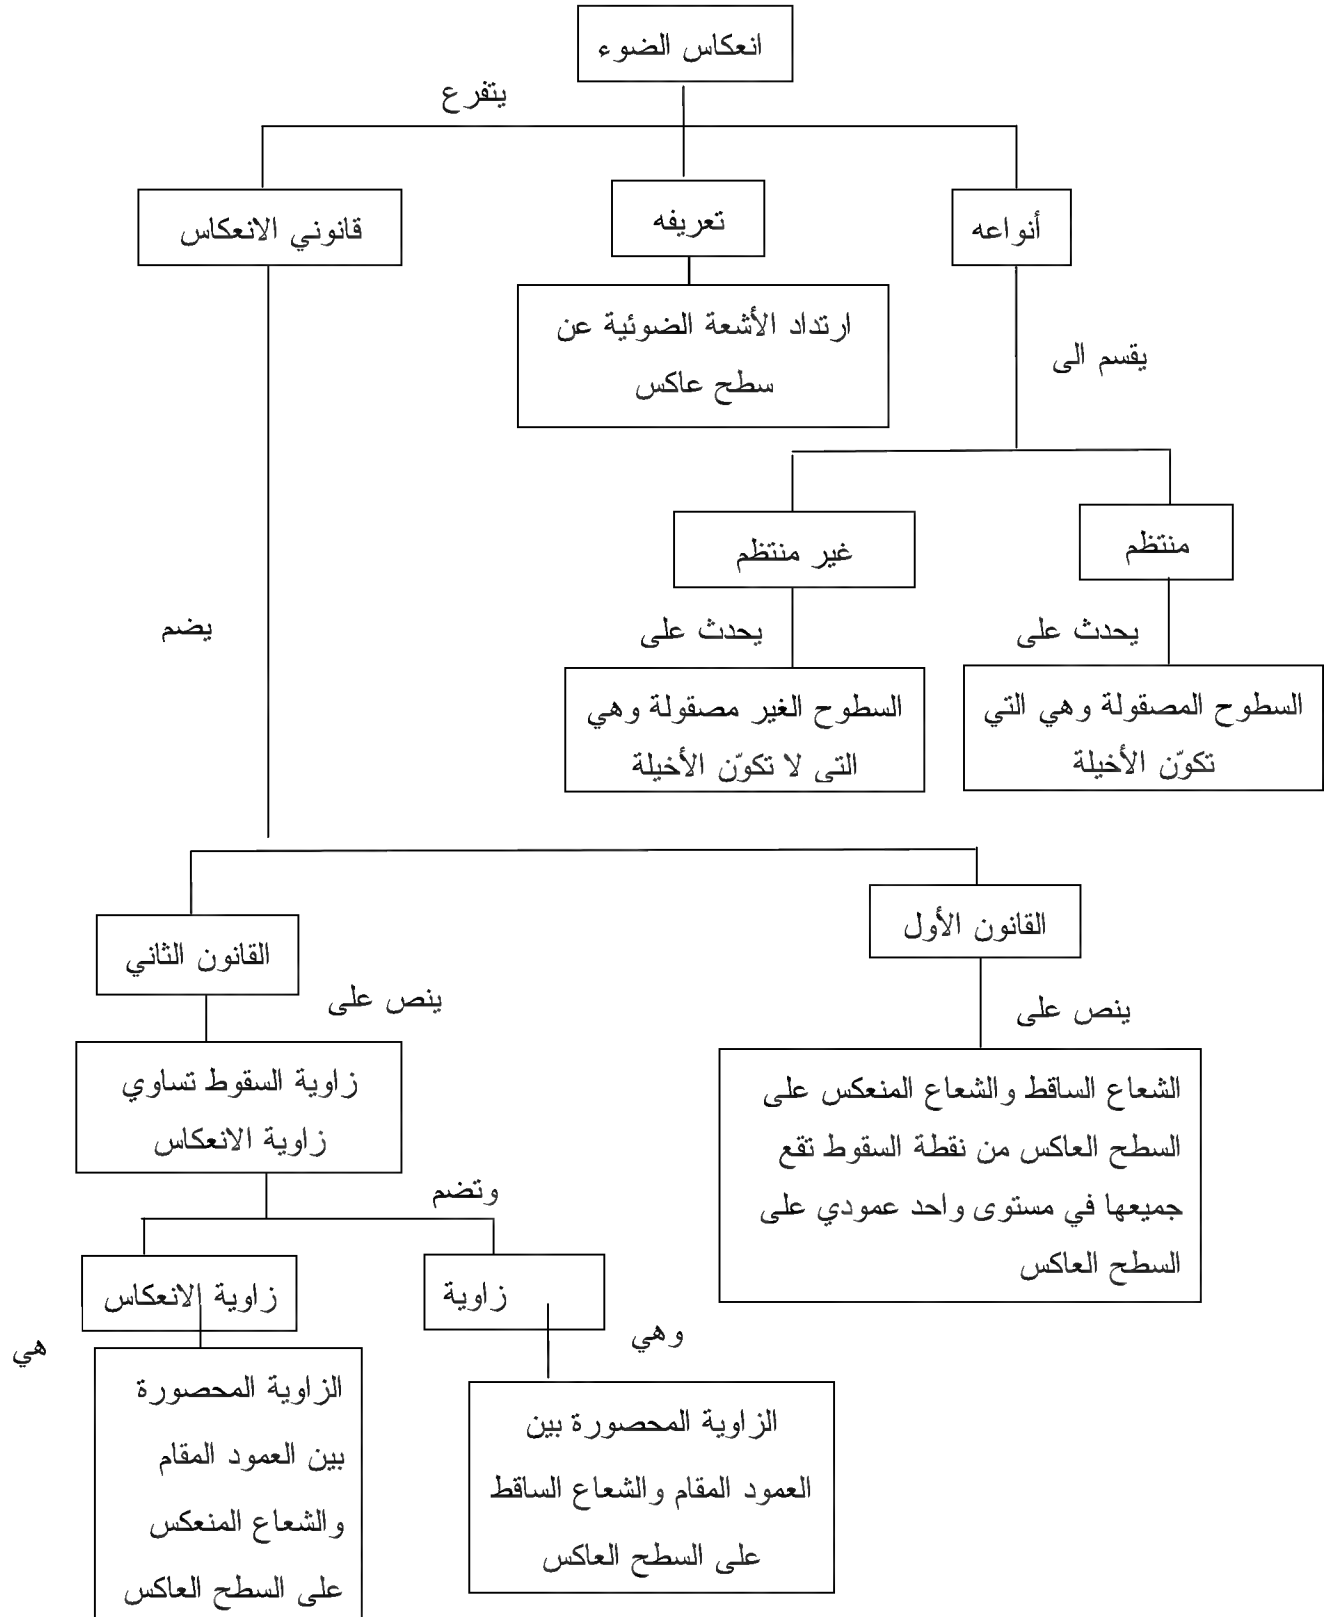 انعكاس الضوء
يتفرع
أنواعه
تعريفه
قانوني الانعكاس
ارتداد الأشعة الضوئية عن
سطح عاكس
يقسم الى
منتظم
غير منتظم
يحدث على
يحدث على
يضم
السطوح المصقولة وهي التي
تكوّن الأخيلة
السطوح الغير مصقولة وهي
التي لا تكوّن الأخيلة
القانون الأول
القانون الثاني
ينص على
ينص على
الشعاع الساقط والشعاع المنعكس على
السطح العاكس من نقطة السقوط تقع
جميعها في مستوى واحد عمودي على
السطح العاكس
زاوية السقوط تساوي
زاوية الانعكاس
وتضم
زاوية
زاوية الانعكاس
وهي
هي
الزاوية المحصورة بين
العمود المقام والشعاع الساقط
على السطح العاكس
الزاوية المحصورة
بين العمود المقام
والشعاع المنعكس
على السطح العاكس